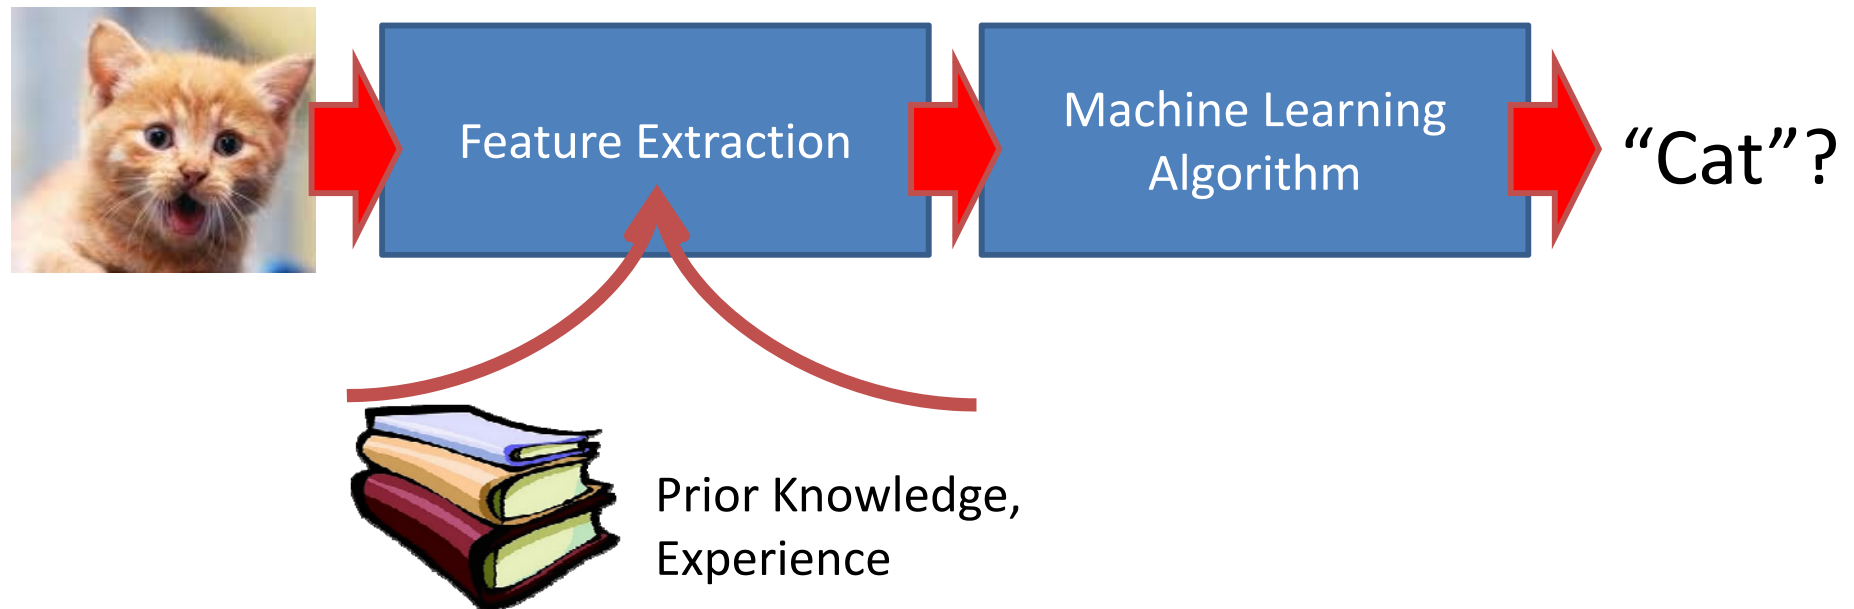 Feature Extraction
Machine Learning
Algorithm
“Cat”?
Prior Knowledge,
Experience